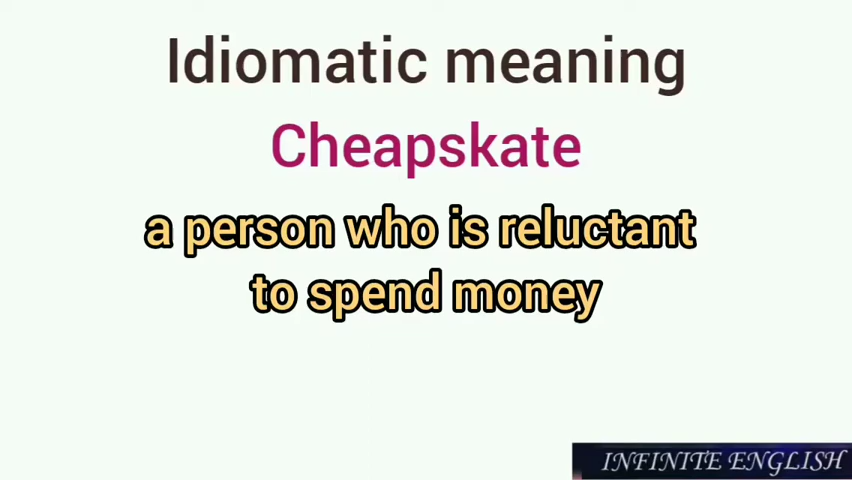 Idiomatic meaning
Cheapskate
a person who is reluctant
to spend money
INFINITE ENGLISH